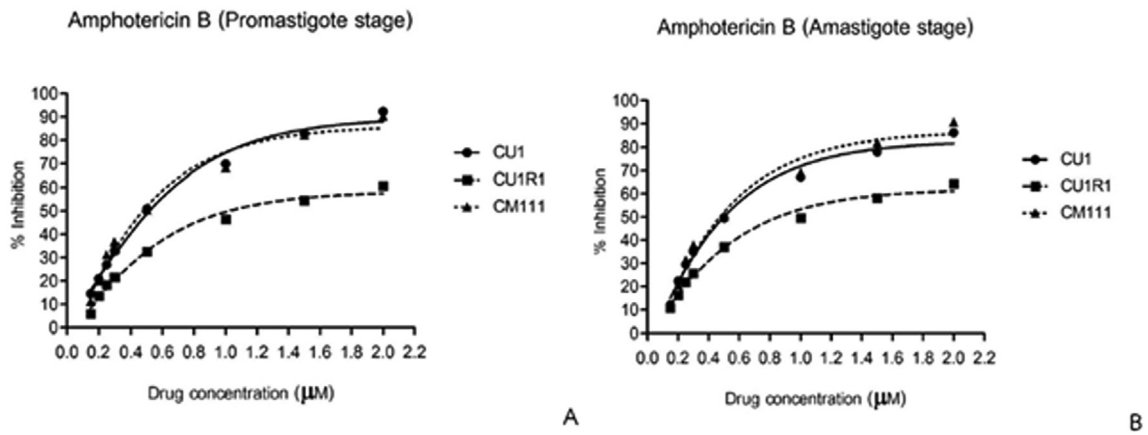 Amphotericin B (Promastigote stage)
% Inhibition
100
90
80
70
60
50
40
30
20
10
0
0.0 0.2 0.4 0.6 0.8 1.0 1.2 1.4 1.6 1.8 2.0 2.2
Drug concentration (μM)
CU1
CU1R1
CM111
A
Amphotericin B (Amastigote stage)
% Inhibition
100
90
80
70
60
50
40
30
20
10
0
0.0 0.2 0.4 0.6 0.8 1.0 1.2 1.4 1.6 1.8 2.0 2.2
Drug concentration (μM)
CU1
CU1R1
CM111
B